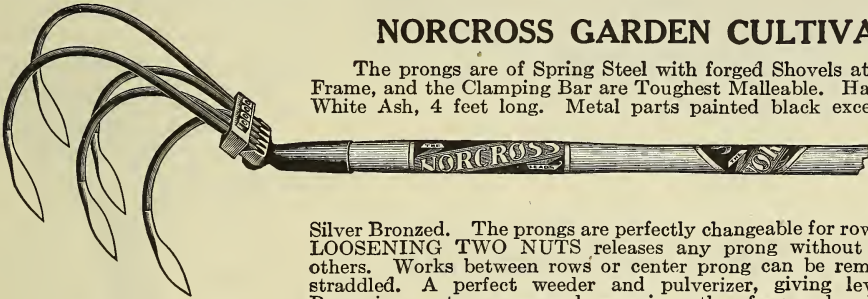 NORCROSS GARDEN CULTIVA
The prongs are of Spring Steel with forged Shovels at
Frame, and the Clamping Bar are Toughest Malleable. Ha
White Ash, 4 feet long. Metal parts painted black exce
NORCROSS
NOR
Silver Bronzed. The prongs are perfectly changeable for row
LOOSENING TWO NUTS releases any prong without
others. Works between rows or center prong can be rem
straddled. A perfect weeder and pulverizer, giving le